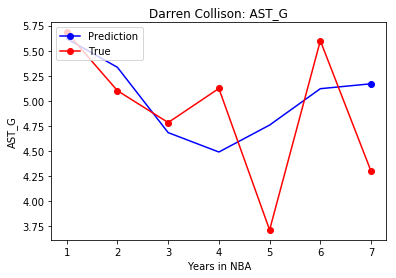 Darren Collison: AST_G
Prediction
True
5.75
5.50
5.25
5.00
4.75
4.50
4.25
4.00
3.75
AST_G
1 2 3 4 5 6 7
Years in NBA